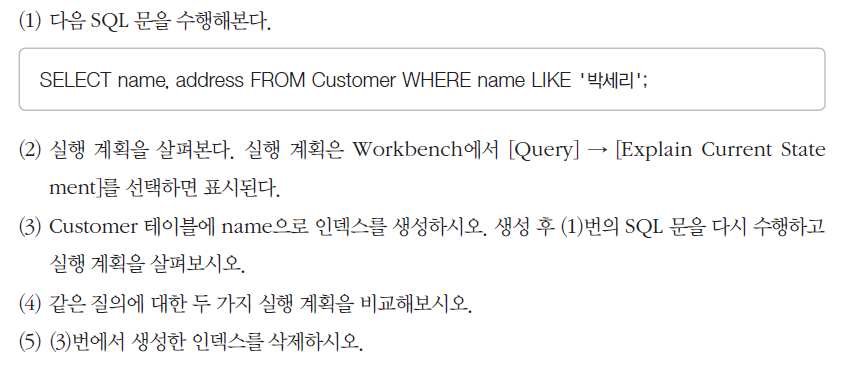 (1) 다음 SQL 문을 수행해본다.
SELECT name, address FROM Customer WHERE name LIKE '박세리';
(2) 실행 계획을 살펴본다. 실행 계획은 Workbench에서 [Query] → [Explain Current State
ment]를 선택하면 표시된다.
(3) Customer 테이블에 name으로 인덱스를 생성하시오. 생성 후 (1)번의 SQL 문을 다시 수행하고
실행 계획을 살펴보시오.
(4) 같은 질의에 대한 두 가지 실행 계획을 비교해보시오.
(5) (3)번에서 생성한 인덱스를 삭제하시오.